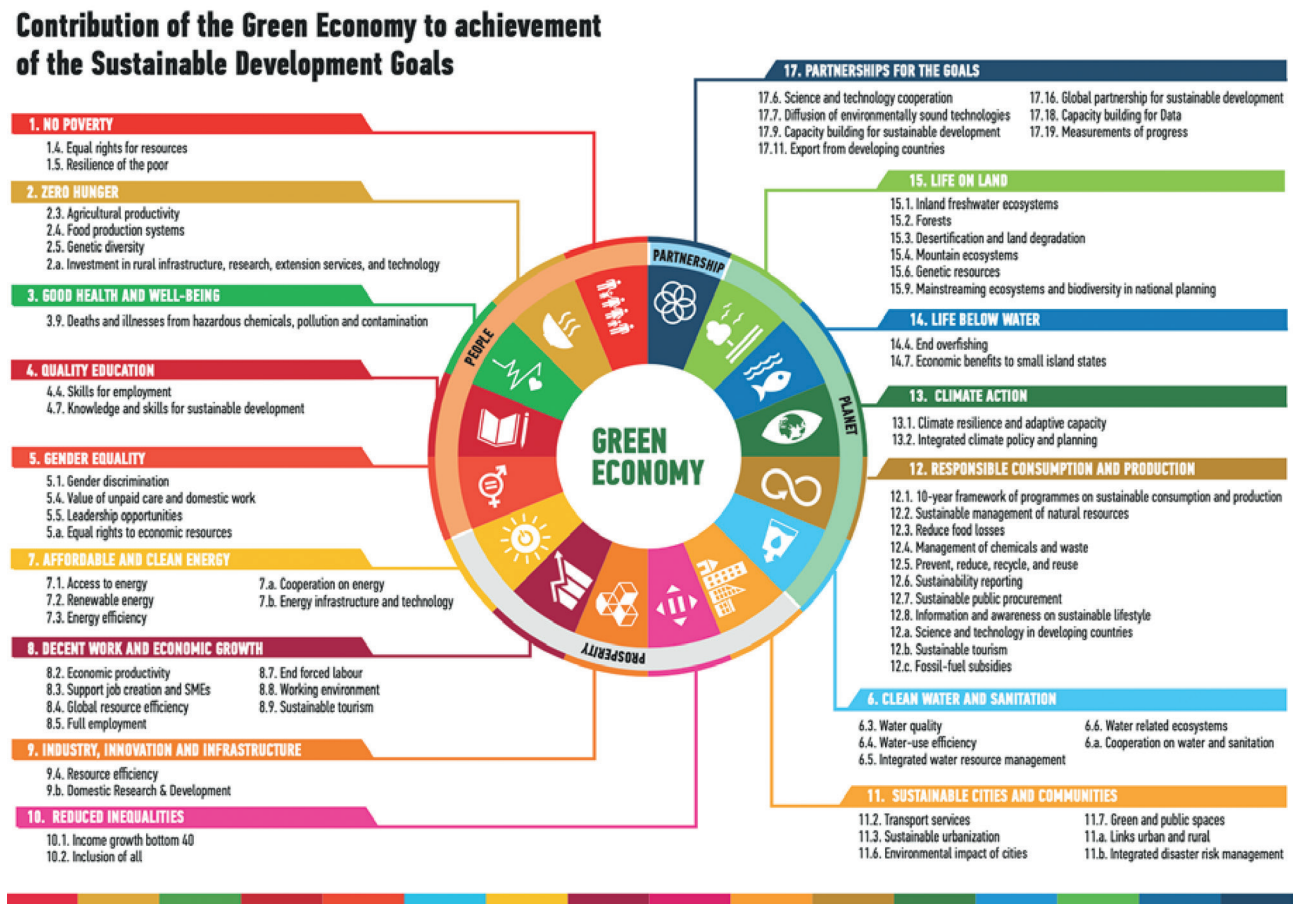 Contribution of the Green Economy to achievement
of the Sustainable Development Goals
1. NO POVERTY
1.4. Equal rights for resources
1.5. Resilience of the poor
2. ZERO HUNGER
2.3. Agricultural productivity
2.4. Food production systems
2.5. Genetic diversity
2.a. Investment in rural infrastructure, research, extension services, and technology
3. GOOD HEALTH AND WELL-BEING
3.9. Deaths and illnesses from hazardous chemicals, pollution and contamination
4. QUALITY EDUCATION
4.4. Skills for employment
4.7. Knowledge and skills for sustainable development
5. GENDER EQUALITY
5.1. Gender discrimination
5.4. Value of unpaid care and domestic work
5.5. Leadership opportunities
5.a. Equal rights to economic resources
7. AFFORDABLE AND CLEAN ENERGY
7.1. Access to energy
7.2. Renewable energy
7.3. Energy efficiency
7.a. Cooperation on energy
7.b. Energy infrastructure and technology
8. DECENT WORK AND ECONOMIC GROWTH
8.2. Economic productivity
8.3. Support job creation and SMEs
8.4. Global resource efficiency
8.5. Full employment
8.7. End forced labour
8.8. Working environment
8.9. Sustainable tourism
9. INDUSTRY, INNOVATION AND INFRASTRUCTURE
9.4. Resource efficiency
9.b. Domestic Research & Development
10. REDUCED INEQUALITIES
10.1. Income growth bottom 40
10.2. Inclusion of all
PARTNERSHIP
PEOPLE
PLANET
PROSPERITY
GREEN
ECONOMY
17. PARTNERSHIPS FOR THE GOALS
17.6. Science and technology cooperation
17.7. Diffusion of environmentally sound technologies
17.9. Capacity building for sustainable development
17.11. Export from developing countries
17.16. Global partnership for sustainable development
17.18. Capacity building for Data
17.19. Measurements of progress
15. LIFE ON LAND
15.1. Inland freshwater ecosystems
15.2. Forests
15.3. Desertification and land degradation
15.4. Mountain ecosystems
15.6. Genetic resources
15.9. Mainstreaming ecosystems and biodiversity in national planning
14. LIFE BELOW WATER
14.4. End overfishing
14.7. Economic benefits to small island states
13. CLIMATE ACTION
13.1. Climate resilience and adaptive capacity
13.2. Integrated climate policy and planning
12. RESPONSIBLE CONSUMPTION AND PRODUCTION
12.1. 10-year framework of programmes on sustainable consumption and production
12.2. Sustainable management of natural resources
12.3. Reduce food losses
12.4. Management of chemicals and waste
12.5. Prevent, reduce, recycle, and reuse
12.6. Sustainability reporting
12.7. Sustainable public procurement
12.8. Information and awareness on sustainable lifestyle
12.a. Science and technology in developing countries
12.b. Sustainable tourism
12.c. Fossil-fuel subsidies
6. CLEAN WATER AND SANITATION
6.3. Water quality
6.4. Water-use efficiency
6.5. Integrated water resource management
6.6. Water related ecosystems
6.a. Cooperation on water and sanitation
11. SUSTAINABLE CITIES AND COMMUNITIES
11.2. Transport services
11.3. Sustainable urbanization
11.6. Environmental impact of cities
11.7. Green and public spaces
11.a. Links urban and rural
11.b. Integrated disaster risk management